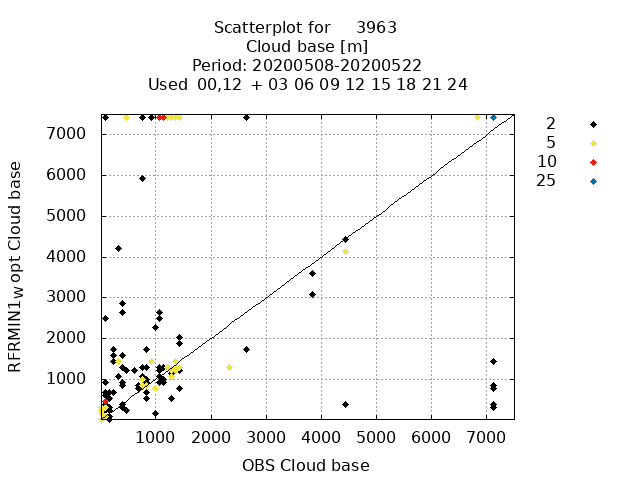 Scatterplot for 3963
Cloud base [m]
Period: 20200508-20200522
Used 00,12 + 03 06 09 12 15 18 21 24
7000
6000
5000
4000
3000
2000
1000
1000 2000 3000 4000 5000 6000 7000
RFRMIN1wopt Cloud base
OBS Cloud base
2
5
10
25